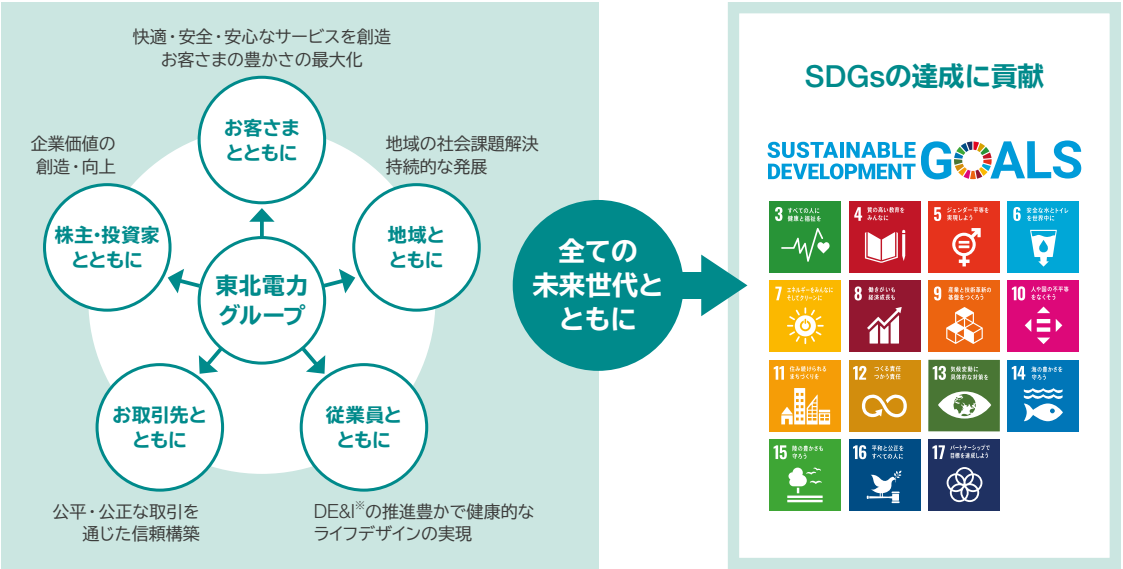 快適・安全・安心なサービスを創造
お客さまの豊かさの最大化
お客さま
とともに
企業価値の
創造・向上
株主・投資家
とともに
地域の社会課題解決
持続的な発展
地域と
ともに
東北電力
グループ
お取引先と
ともに
公平・公正な取引を
通じた信頼構築
従業員と
ともに
DE&I※の推進豊かで健康的な
ライフデザインの実現
全ての
未来世代と
ともに
SDGsの達成に貢献
SUSTAINABLE
DEVELOPMENT
GOALS
3 すべての人に
健康と福祉を
4 質の高い教育を
みんなに
5 ジェンダー平等を
実現しよう
6 安全な水とトイレ
を世界中に
7 エネルギーをみんなに
そしてクリーンに
8 働きがいも
経済成長も
9 産業と技術革新の
基盤をつくろう
10 人や国の不平等
をなくそう
11 住み続けられる
まちづくりを
12 つくる責任
つかう責任
13 気候変動に
具体的な対策を
14 海の豊かさを
守ろう
15 陸の豊かさも
守ろう
16 平和と公正を
すべての人に
17 パートナーシップで
目標を達成しよう